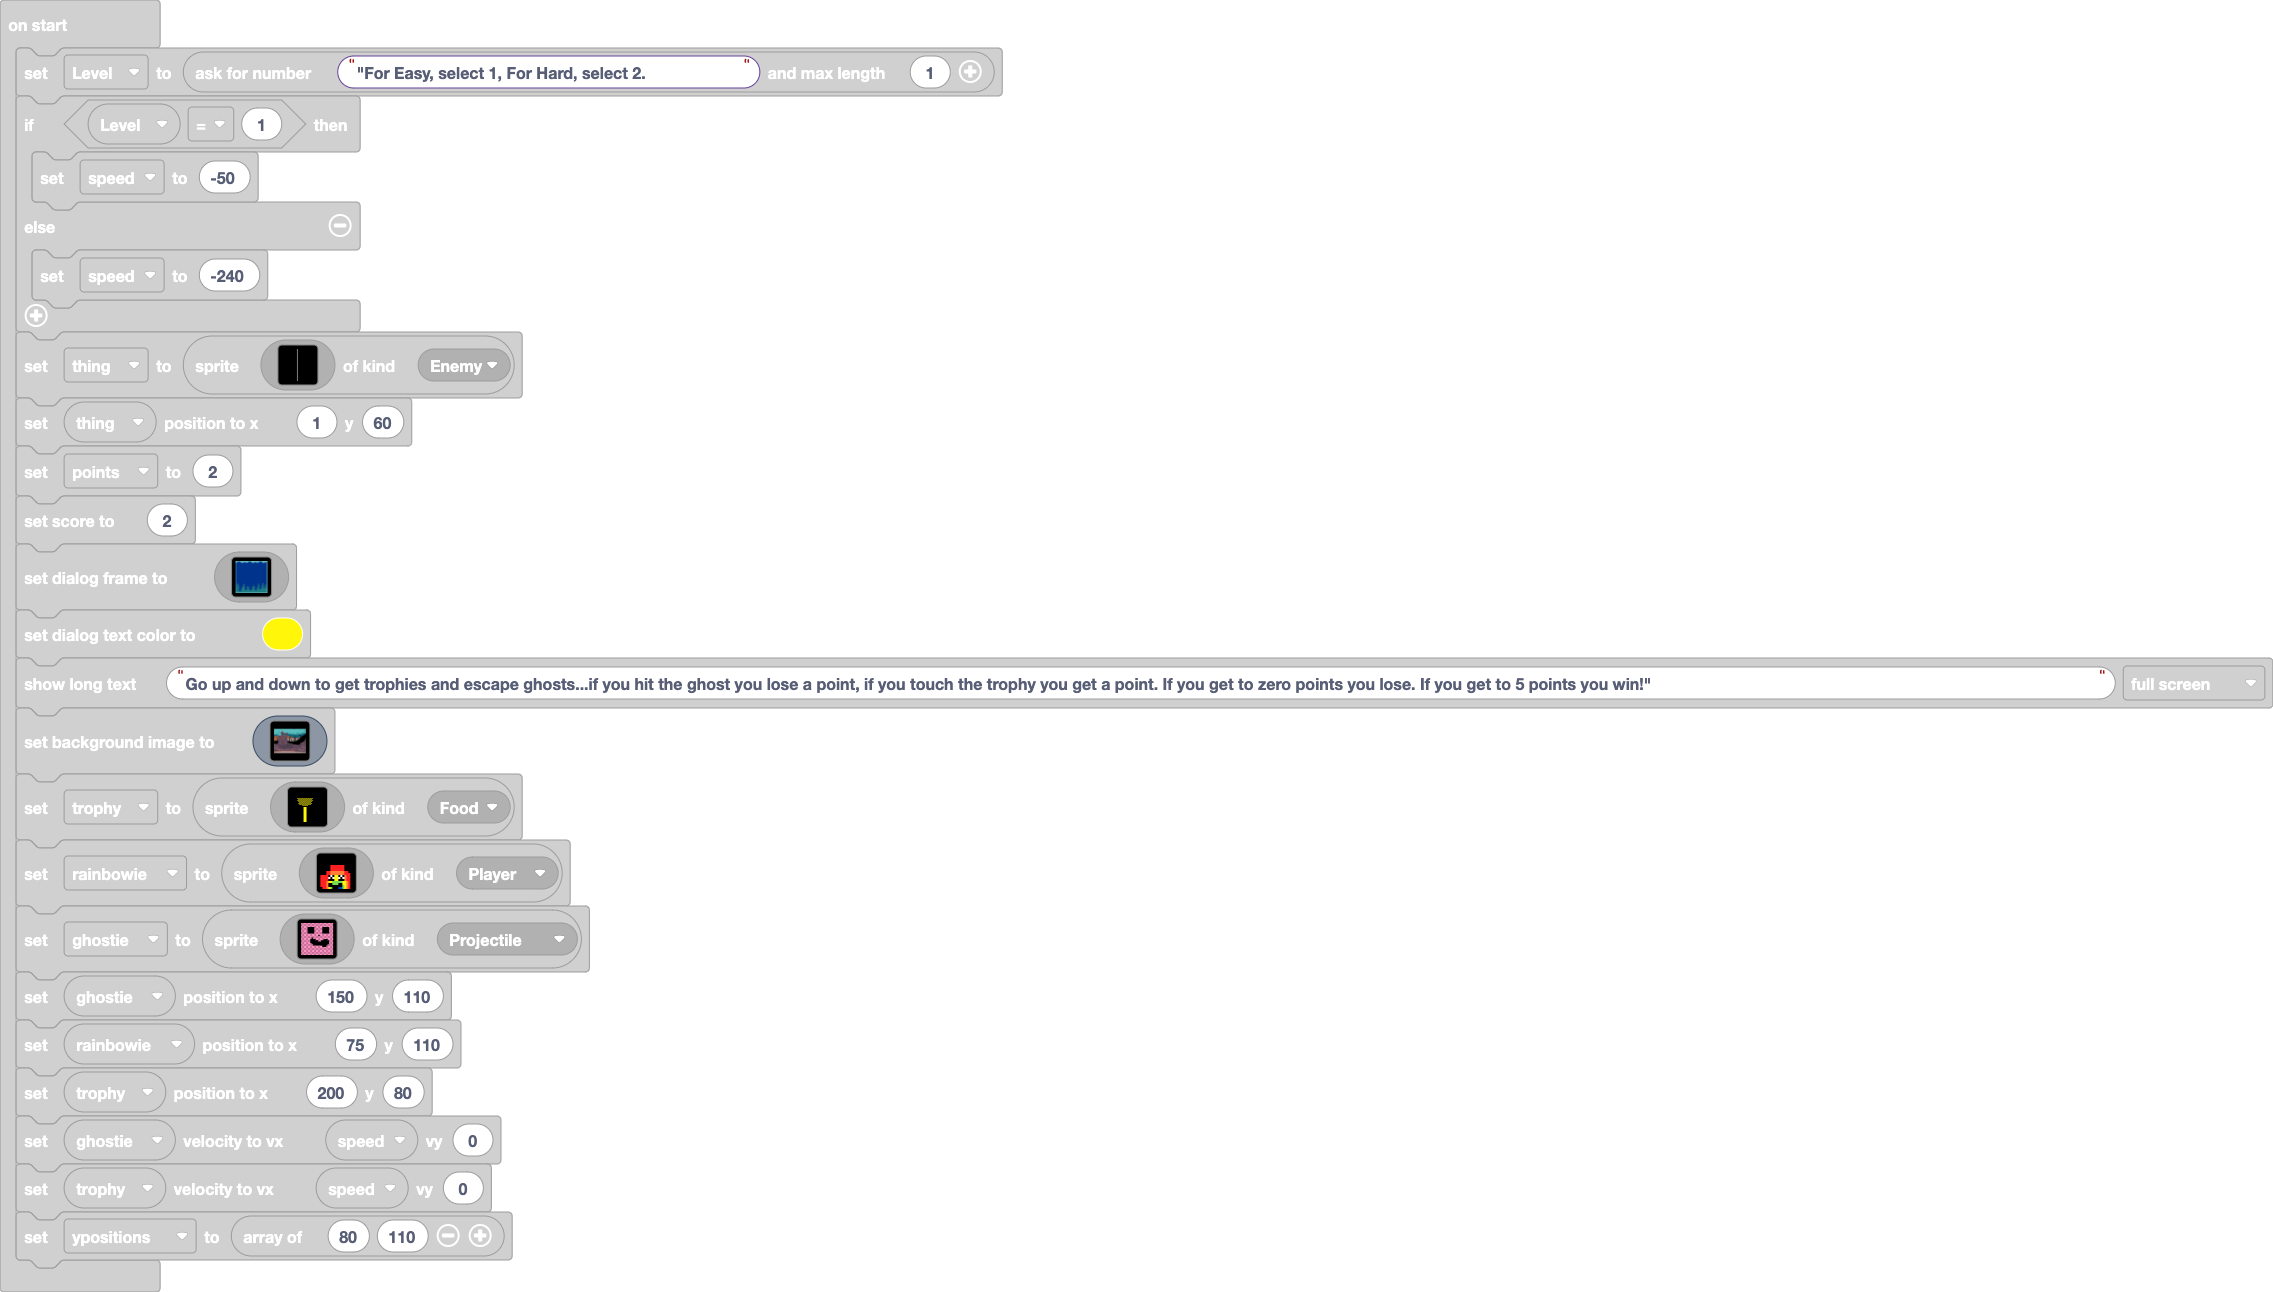 on start
set Level to ask for number ""For Easy, select 1, For Hard, select 2. " and max length 1
if Level = 1 then
set speed to -50
else
set speed to -240
set thing to sprite of kind Enemy
set thing position to x 1 y 60
set points to 2
set score to 2
set dialog frame to
set dialog text color to
show long text "Go up and down to get trophies and escape ghosts...if you hit the ghost you lose a point, if you touch the trophy you get a point. If you get to zero points you lose. If you get to 5 points you win!" " full screen
set background image to
set trophy to sprite of kind Food
set rainbowie to sprite of kind Player
set ghostie to sprite of kind Projectile
set ghostie position to x 150 y 110
set rainbowie position to x 75 y 110
set trophy position to x 200 y 80
set ghostie velocity to vx speed vy 0
set trophy velocity to vx speed vy 0
set ypositions to array of 80 110